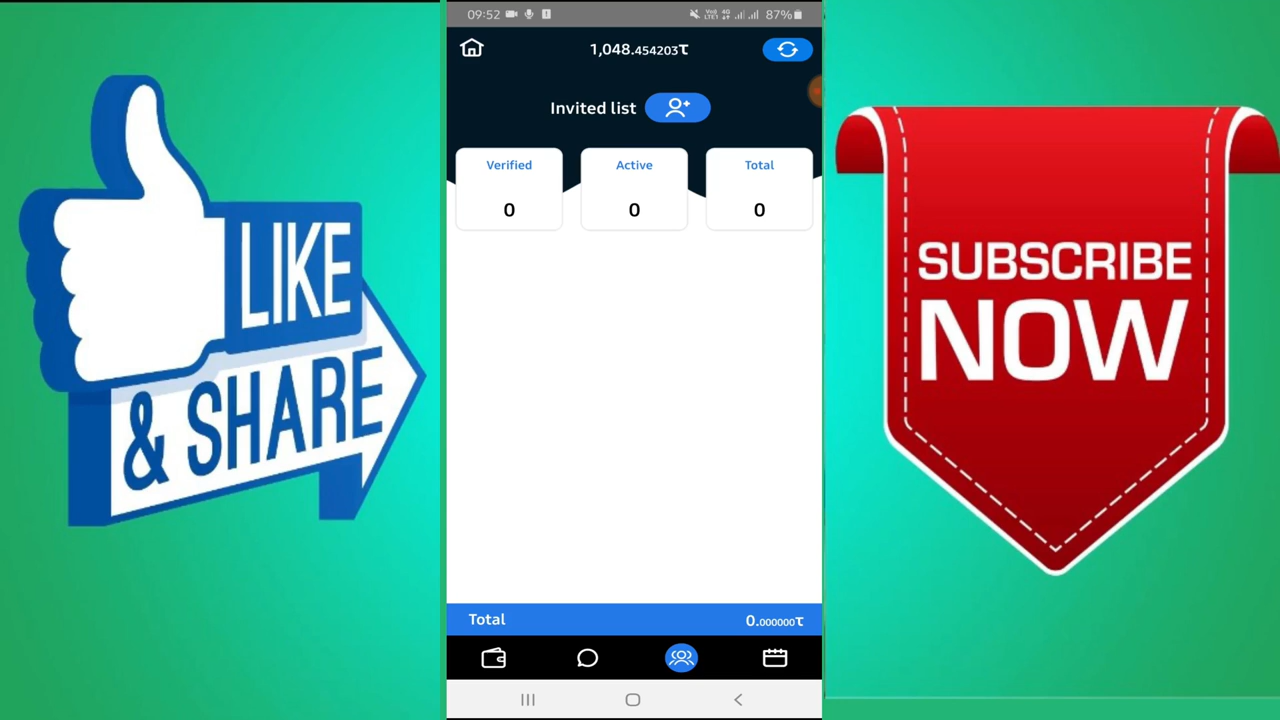 LIKE
& SHARE
09:52
87%
1,048.454203τ
Invited list
Verified
Active
Total
0
0
0
Total
0.000000τ
SUBSCRIBE
NOW